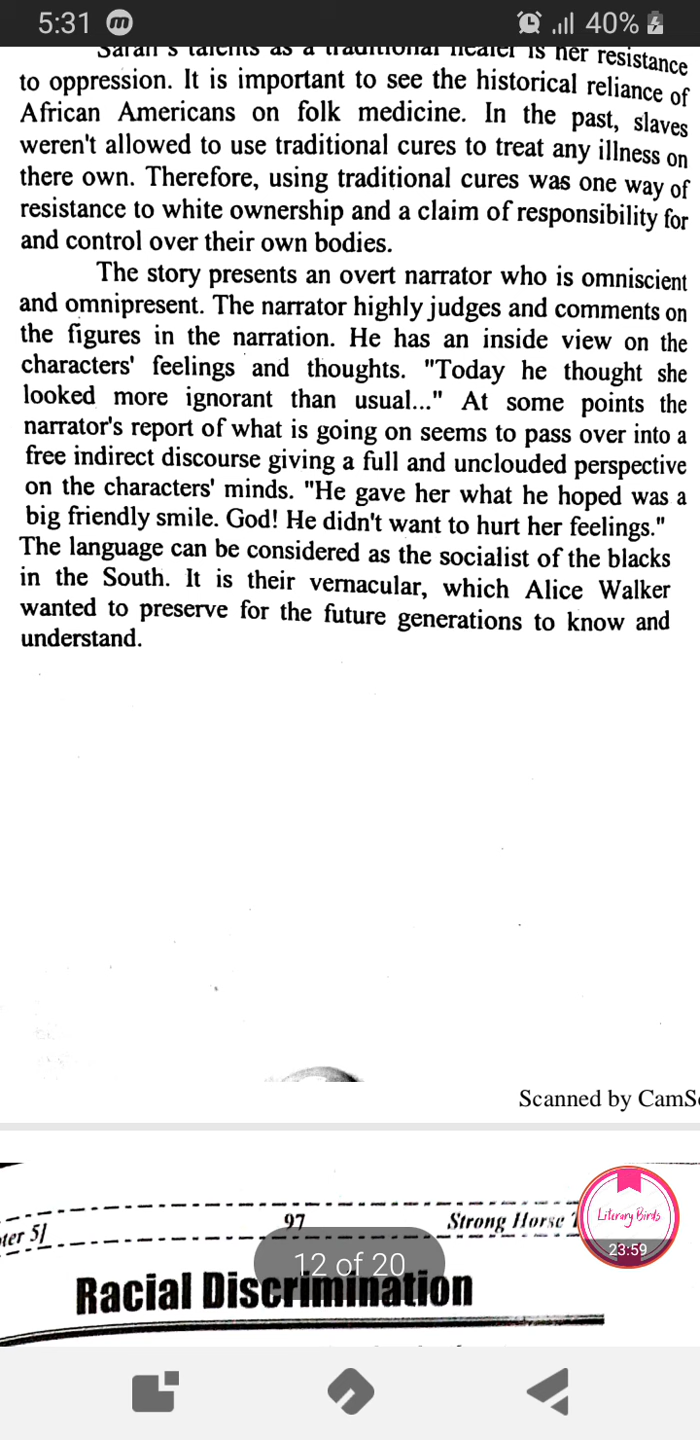 5:31
40%
Sarah's talents as a traditional healer is her resistance
to oppression. It is important to see the historical reliance of
African Americans on folk medicine. In the past, slaves
weren't allowed to use traditional cures to treat any illness on
there own. Therefore, using traditional cures was one way of
resistance to white ownership and a claim of responsibility for
and control over their own bodies.
The story presents an overt narrator who is omniscient
and omnipresent. The narrator highly judges and comments on
the figures in the narration. He has an inside view on the
characters' feelings and thoughts. "Today he thought she
looked more ignorant than usual..." At some points the
narrator's report of what is going on seems to pass over into a
free indirect discourse giving a full and unclouded perspective
on the characters' minds. "He gave her what he hoped was a
big friendly smile. God! He didn't want to hurt her feelings."
The language can be considered as the socialist of the blacks
in the South. It is their vernacular, which Alice Walker
wanted to preserve for the future generations to know and
understand.
Scanned by CamS
ter 5]
97
Strong Horse T
Literary Birds
23:59
12 of 20
Racial Discrimination